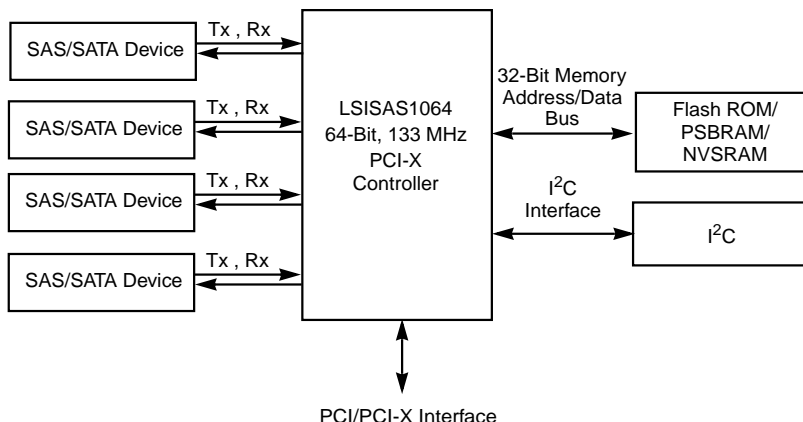 SAS/SATA Device
Tx , Rx
SAS/SATA Device
Tx , Rx
SAS/SATA Device
Tx , Rx
SAS/SATA Device
Tx , Rx
LSISAS1064
64-Bit, 133 MHz
PCI-X
Controller
32-Bit Memory
Address/Data
Bus
Flash ROM/
PSBRAM/
NVSRAM
I²C
Interface
I²C
PCI/PCI-X Interface